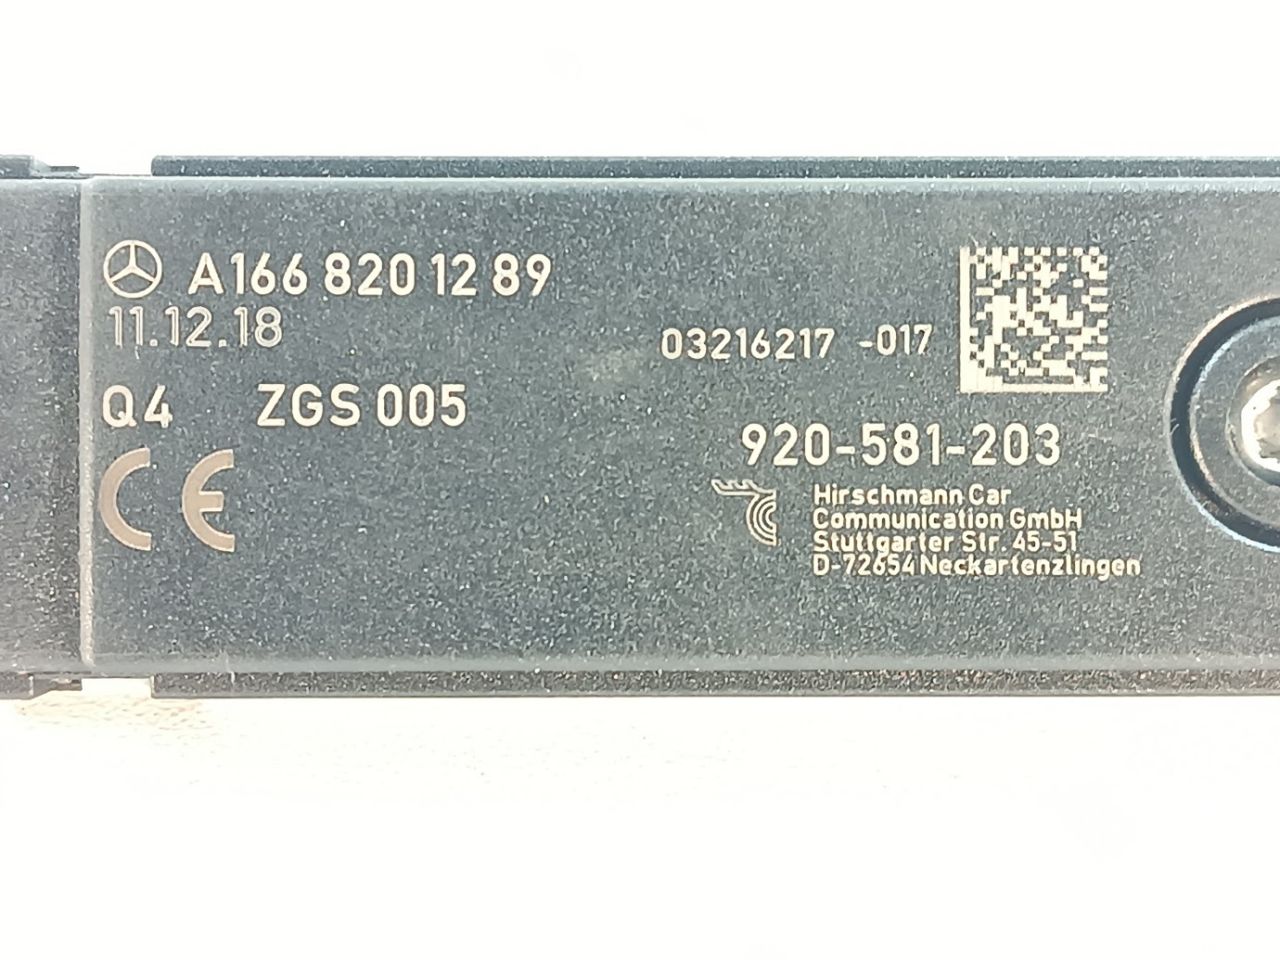 A 166 820 12 89
11.12.18
Q4 ZGS 005
CE
03216217 -017
920-581-203
Hirschmann Car
Communication GmbH
Stuttgarter Str. 45-51
D-72654 Neckartenzlingen